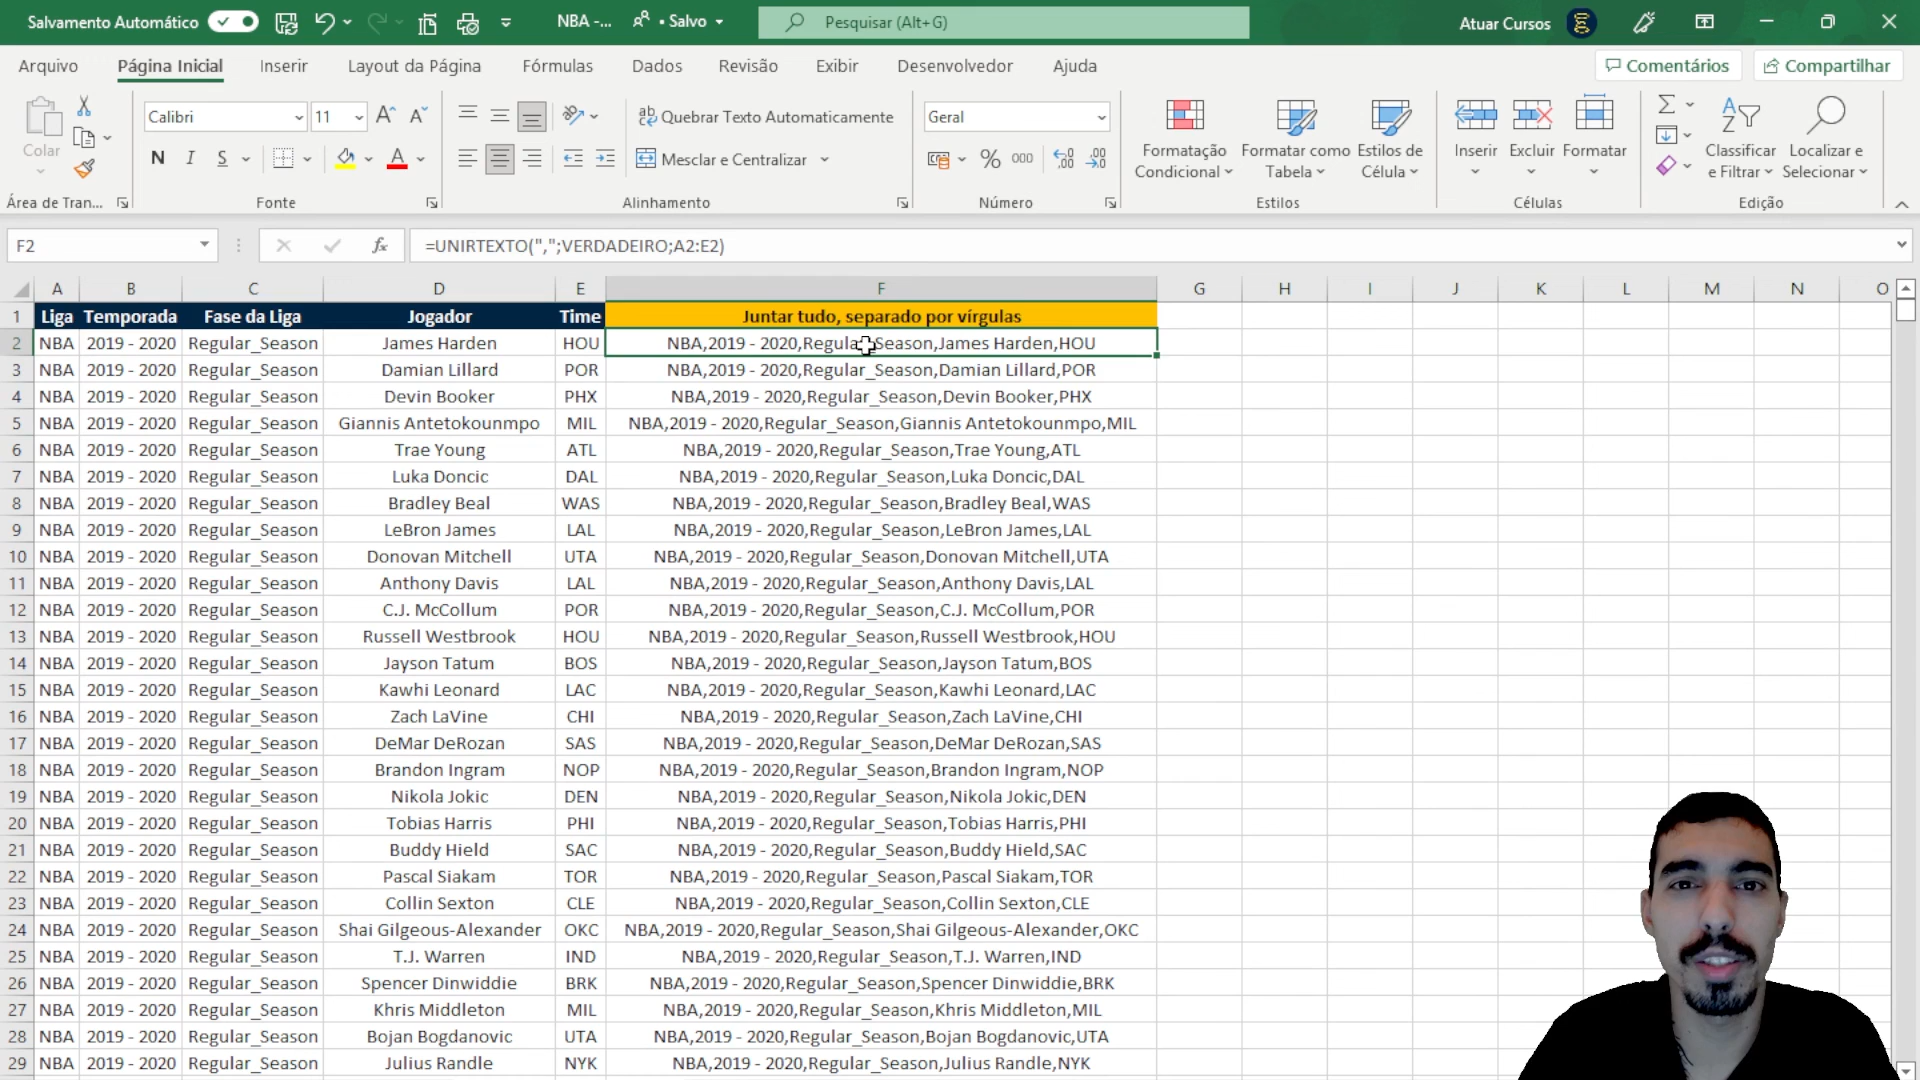 Salvamento Automático NBA -... • Salvo Pesquisar (Alt+G) Atuar Cursos
Arquivo Página Inicial Inserir Layout da Página Fórmulas Dados Revisão Exibir Desenvolvedor Ajuda Comentários Compartilhar
Colar Calibri 11 Quebrar Texto Automaticamente Geral
N I S A Mesclar e Centralizar % 000
Formatação Condicional Formatar como Tabela Estilos de Célula Inserir Excluir Formatar Classificar e Filtrar Localizar e Selecionar
Área de Tran... Fonte Alinhamento Número Estilos Células Edição
F2 fx =UNIRTEXTO(",";VERDADEIRO;A2:E2)
A B C D E F G H I J K L M N O
1 Liga Temporada Fase da Liga Jogador Time Juntar tudo, separado por vírgulas
2 NBA 2019 - 2020 Regular_Season James Harden HOU NBA,2019 - 2020,Regular_Season,James Harden,HOU
3 NBA 2019 - 2020 Regular_Season Damian Lillard POR NBA,2019 - 2020,Regular_Season,Damian Lillard,POR
4 NBA 2019 - 2020 Regular_Season Devin Booker PHX NBA,2019 - 2020,Regular_Season,Devin Booker,PHX
5 NBA 2019 - 2020 Regular_Season Giannis Antetokounmpo MIL NBA,2019 - 2020,Regular_Season,Giannis Antetokounmpo,MIL
6 NBA 2019 - 2020 Regular_Season Trae Young ATL NBA,2019 - 2020,Regular_Season,Trae Young,ATL
7 NBA 2019 - 2020 Regular_Season Luka Doncic DAL NBA,2019 - 2020,Regular_Season,Luka Doncic,DAL
8 NBA 2019 - 2020 Regular_Season Bradley Beal WAS NBA,2019 - 2020,Regular_Season,Bradley Beal,WAS
9 NBA 2019 - 2020 Regular_Season LeBron James LAL NBA,2019 - 2020,Regular_Season,LeBron James,LAL
10 NBA 2019 - 2020 Regular_Season Donovan Mitchell UTA NBA,2019 - 2020,Regular_Season,Donovan Mitchell,UTA
11 NBA 2019 - 2020 Regular_Season Anthony Davis LAL NBA,2019 - 2020,Regular_Season,Anthony Davis,LAL
12 NBA 2019 - 2020 Regular_Season C.J. McCollum POR NBA,2019 - 2020,Regular_Season,C.J. McCollum,POR
13 NBA 2019 - 2020 Regular_Season Russell Westbrook HOU NBA,2019 - 2020,Regular_Season,Russell Westbrook,HOU
14 NBA 2019 - 2020 Regular_Season Jayson Tatum BOS NBA,2019 - 2020,Regular_Season,Jayson Tatum,BOS
15 NBA 2019 - 2020 Regular_Season Kawhi Leonard LAC NBA,2019 - 2020,Regular_Season,Kawhi Leonard,LAC
16 NBA 2019 - 2020 Regular_Season Zach LaVine CHI NBA,2019 - 2020,Regular_Season,Zach LaVine,CHI
17 NBA 2019 - 2020 Regular_Season DeMar DeRozan SAS NBA,2019 - 2020,Regular_Season,DeMar DeRozan,SAS
18 NBA 2019 - 2020 Regular_Season Brandon Ingram NOP NBA,2019 - 2020,Regular_Season,Brandon Ingram,NOP
19 NBA 2019 - 2020 Regular_Season Nikola Jokic DEN NBA,2019 - 2020,Regular_Season,Nikola Jokic,DEN
20 NBA 2019 - 2020 Regular_Season Tobias Harris PHI NBA,2019 - 2020,Regular_Season,Tobias Harris,PHI
21 NBA 2019 - 2020 Regular_Season Buddy Hield SAC NBA,2019 - 2020,Regular_Season,Buddy Hield,SAC
22 NBA 2019 - 2020 Regular_Season Pascal Siakam TOR NBA,2019 - 2020,Regular_Season,Pascal Siakam,TOR
23 NBA 2019 - 2020 Regular_Season Collin Sexton CLE NBA,2019 - 2020,Regular_Season,Collin Sexton,CLE
24 NBA 2019 - 2020 Regular_Season Shai Gilgeous-Alexander OKC NBA,2019 - 2020,Regular_Season,Shai Gilgeous-Alexander,OKC
25 NBA 2019 - 2020 Regular_Season T.J. Warren IND NBA,2019 - 2020,Regular_Season,T.J. Warren,IND
26 NBA 2019 - 2020 Regular_Season Spencer Dinwiddie BRK NBA,2019 - 2020,Regular_Season,Spencer Dinwiddie,BRK
27 NBA 2019 - 2020 Regular_Season Khris Middleton MIL NBA,2019 - 2020,Regular_Season,Khris Middleton,MIL
28 NBA 2019 - 2020 Regular_Season Bojan Bogdanovic UTA NBA,2019 - 2020,Regular_Season,Bojan Bogdanovic,UTA
29 NBA 2019 - 2020 Regular_Season Julius Randle NYK NBA,2019 - 2020,Regular_Season,Julius Randle,NYK